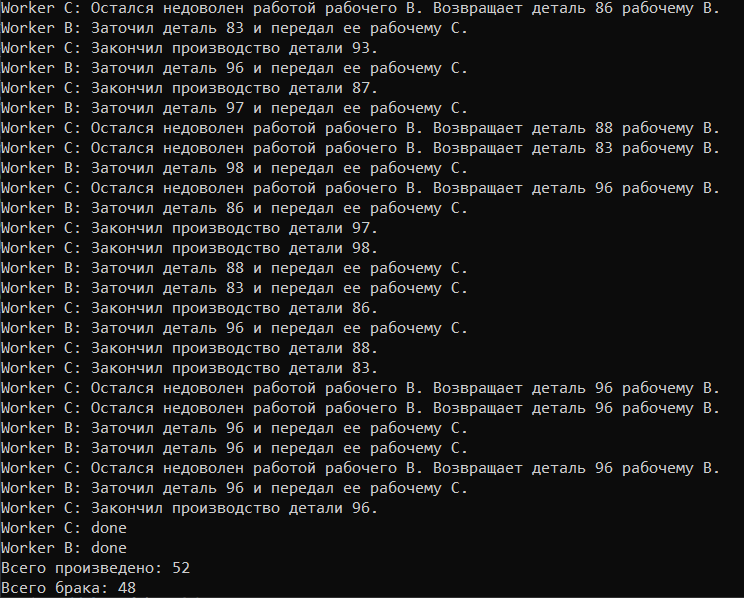 Worker C: Остался недоволен работой рабочего B. Возвращает деталь 86 рабочему B.
Worker B: Заточил деталь 83 и передал ее рабочему C.
Worker C: Закончил производство детали 93.
Worker B: Заточил деталь 96 и передал ее рабочему C.
Worker C: Закончил производство детали 87.
Worker B: Заточил деталь 97 и передал ее рабочему C.
Worker C: Остался недоволен работой рабочего B. Возвращает деталь 88 рабочему B.
Worker C: Остался недоволен работой рабочего B. Возвращает деталь 83 рабочему B.
Worker B: Заточил деталь 98 и передал ее рабочему C.
Worker C: Остался недоволен работой рабочего B. Возвращает деталь 96 рабочему B.
Worker B: Заточил деталь 86 и передал ее рабочему C.
Worker C: Закончил производство детали 97.
Worker C: Закончил производство детали 98.
Worker B: Заточил деталь 88 и передал ее рабочему C.
Worker B: Заточил деталь 83 и передал ее рабочему C.
Worker C: Закончил производство детали 86.
Worker B: Заточил деталь 96 и передал ее рабочему C.
Worker C: Закончил производство детали 88.
Worker C: Закончил производство детали 83.
Worker C: Остался недоволен работой рабочего B. Возвращает деталь 96 рабочему B.
Worker C: Остался недоволен работой рабочего B. Возвращает деталь 96 рабочему B.
Worker B: Заточил деталь 96 и передал ее рабочему C.
Worker B: Заточил деталь 96 и передал ее рабочему C.
Worker C: Остался недоволен работой рабочего B. Возвращает деталь 96 рабочему B.
Worker B: Заточил деталь 96 и передал ее рабочему C.
Worker C: Закончил производство детали 96.
Worker C: done
Worker B: done
Всего произведено: 52
Всего брака: 48